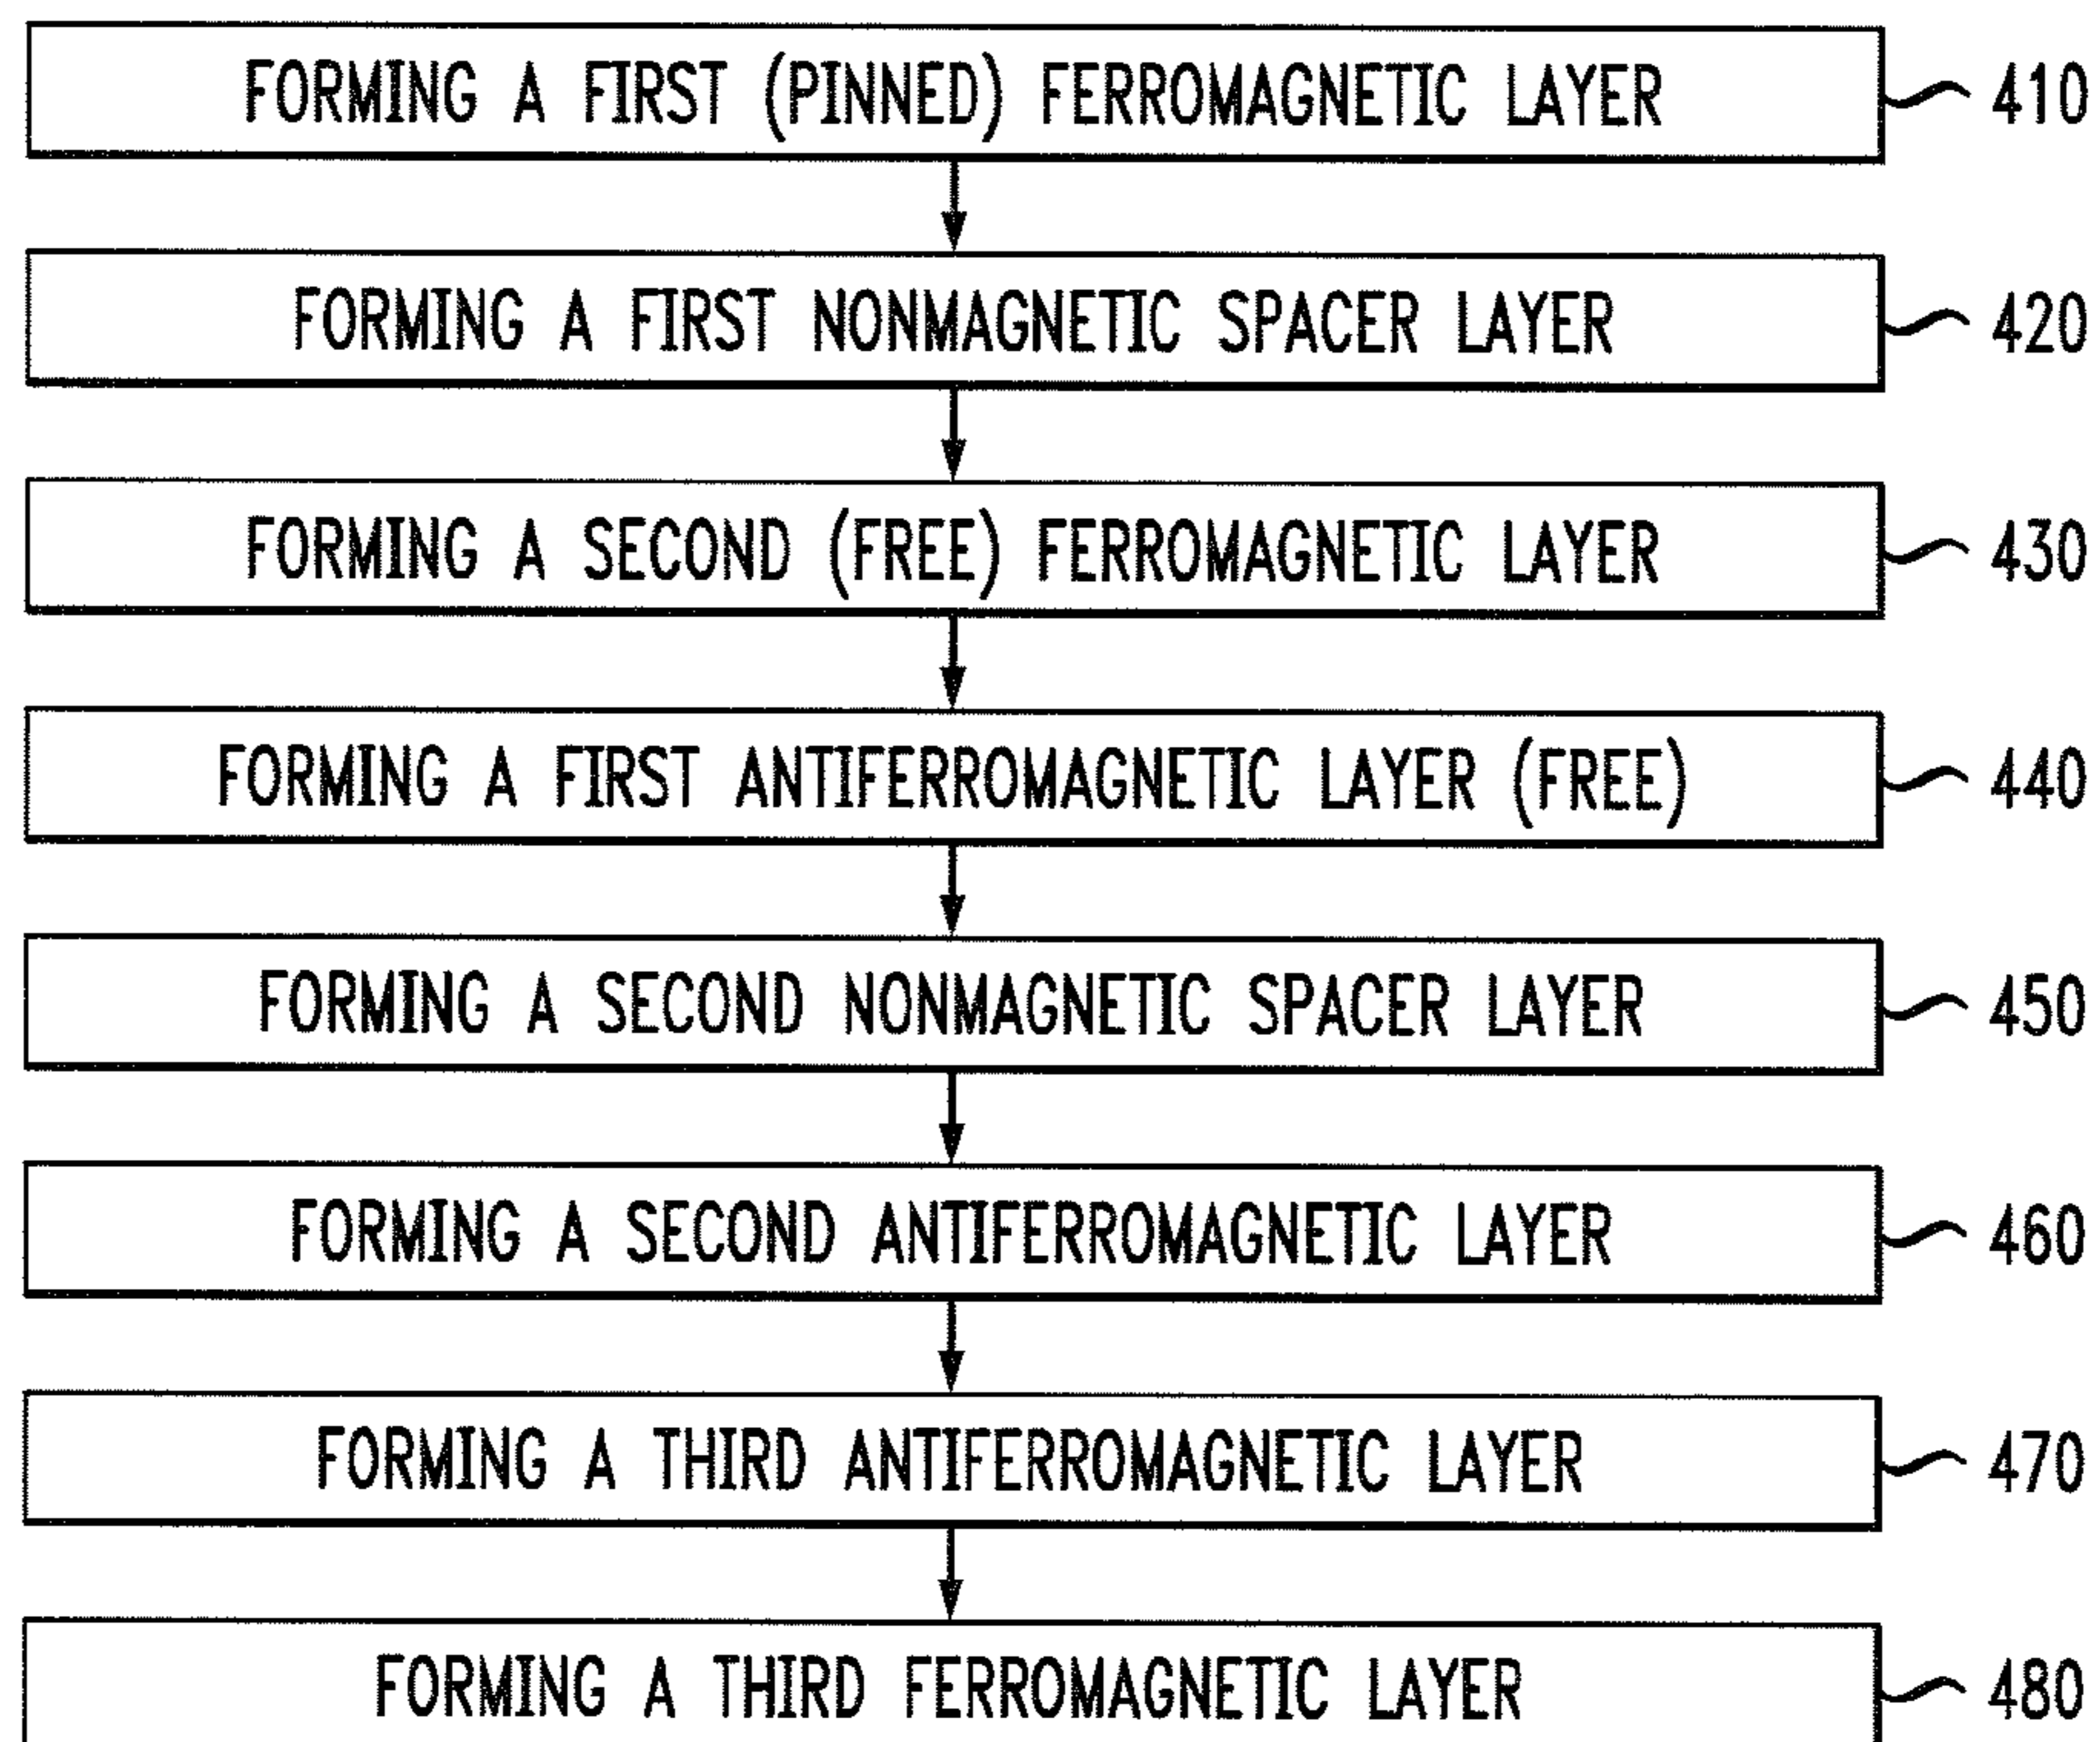 FORMING A FIRST (PINNED) FERROMAGNETIC LAYER 410
FORMING A FIRST NONMAGNETIC SPACER LAYER 420
FORMING A SECOND (FREE) FERROMAGNETIC LAYER 430
FORMING A FIRST ANTIFERROMAGNETIC LAYER (FREE) 440
FORMING A SECOND NONMAGNETIC SPACER LAYER 450
FORMING A SECOND ANTIFERROMAGNETIC LAYER 460
FORMING A THIRD ANTIFERROMAGNETIC LAYER 470
FORMING A THIRD FERROMAGNETIC LAYER 480